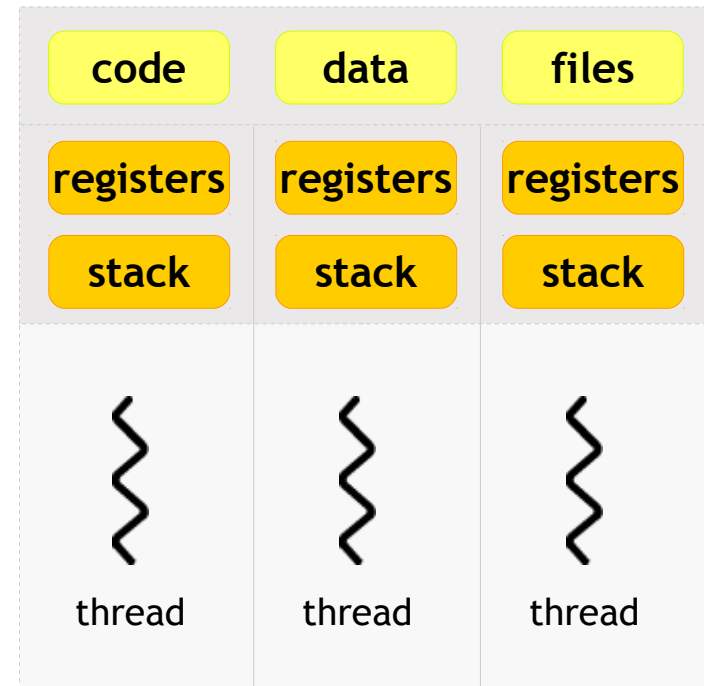 code data files
registers registers registers
stack stack stack
thread thread thread